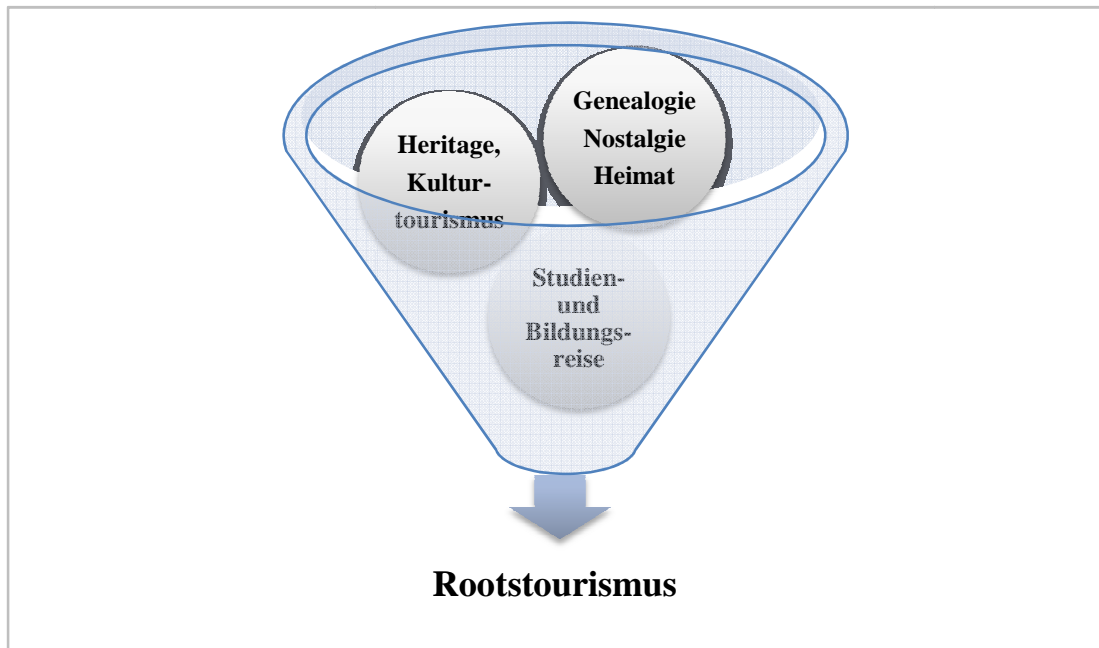 Heritage,
Kultur-
tourismus
Genealogie
Nostalgie
Heimat
Studien-
und
Bildungs-
reise
Rootstourismus